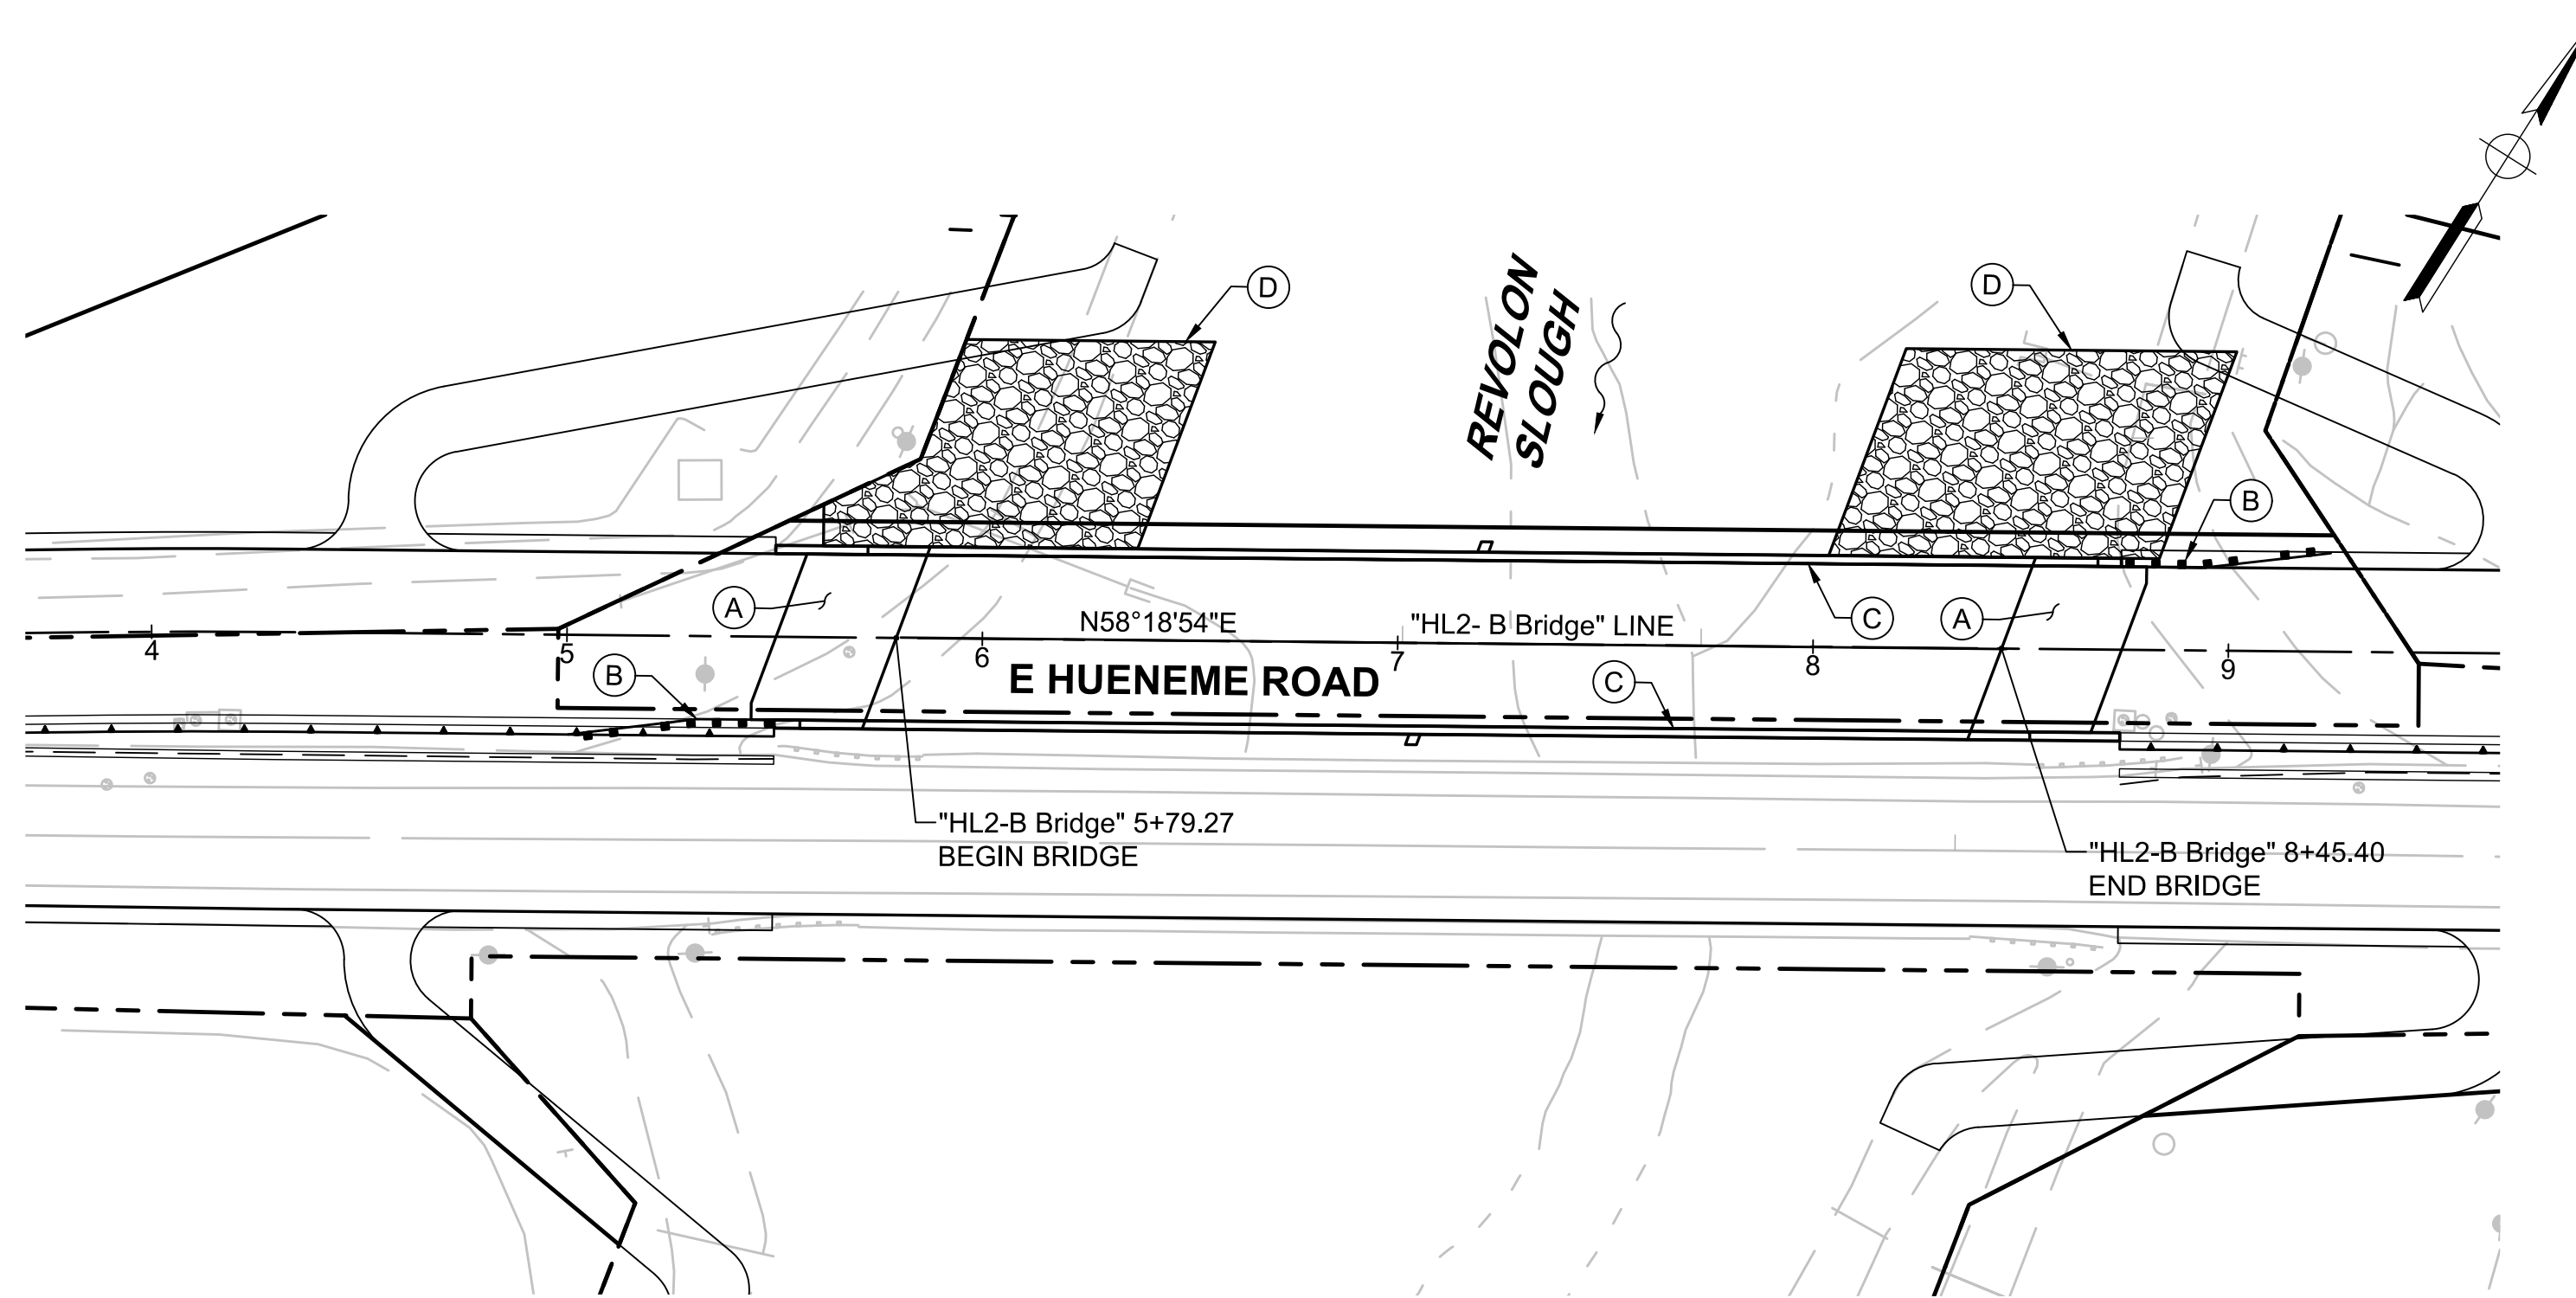 D
D
REVOLON
SLOUGH
B
A
N58°18'54"E
"HL2- B Bridge" LINE
C
A
4
5
6
7
8
9
B
E HUENEME ROAD
C
"HL2-B Bridge" 5+79.27
BEGIN BRIDGE
"HL2-B Bridge" 8+45.40
END BRIDGE